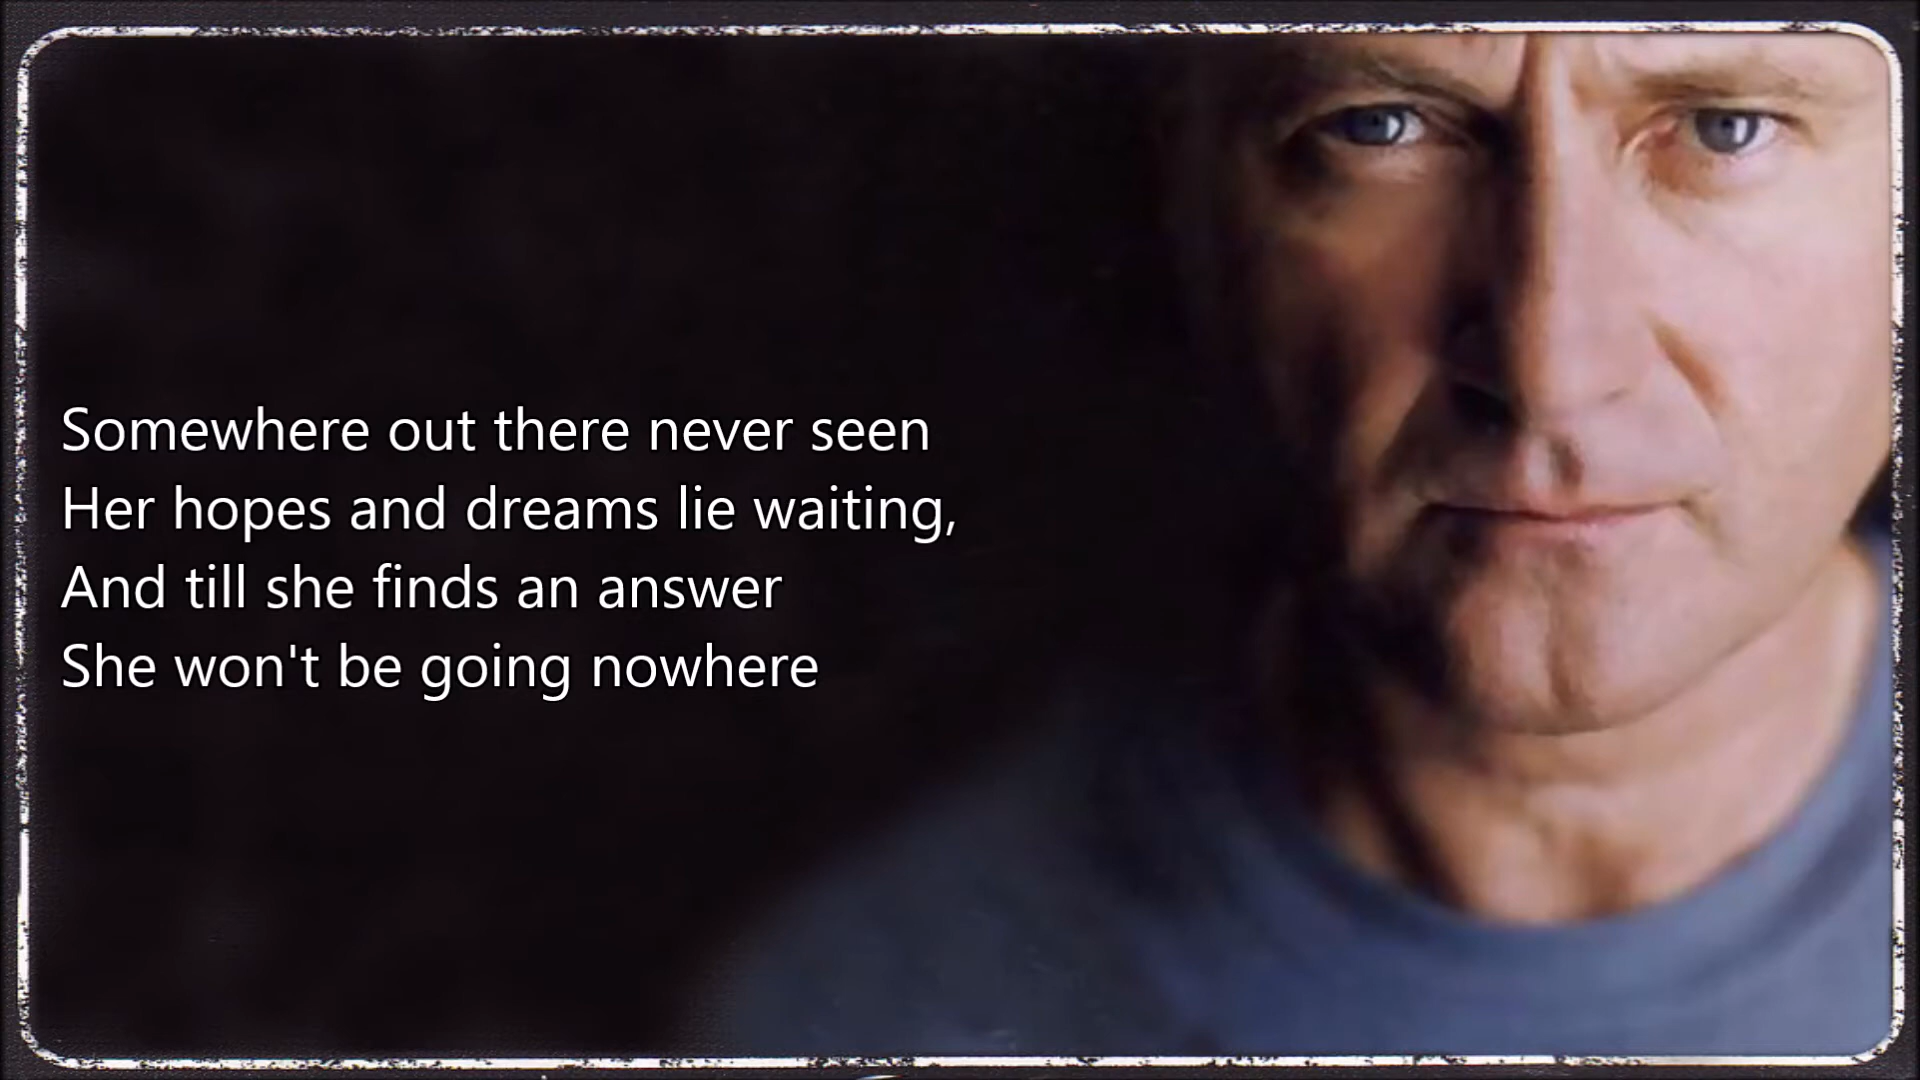 Somewhere out there never seen
Her hopes and dreams lie waiting,
And till she finds an answer
She won't be going nowhere